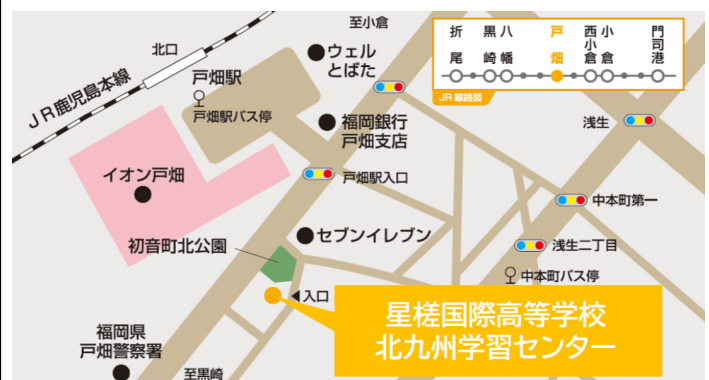 至小倉
北口
ウェル
とばた
戸畑駅
JR鹿児島本線
戸畑駅バス停
福岡銀行
戸畑支店
折尾
黒崎
八幡
戸畑
西小倉
小倉
門司港
JR線路図
浅生
イオン戸畑
戸畑駅入口
中本町第一
初音町北公園
セブンイレブン
浅生二丁目
中本町バス停
入口
星槎国際高等学校
北九州学習センター
福岡県
戸畑警察署
至黒崎